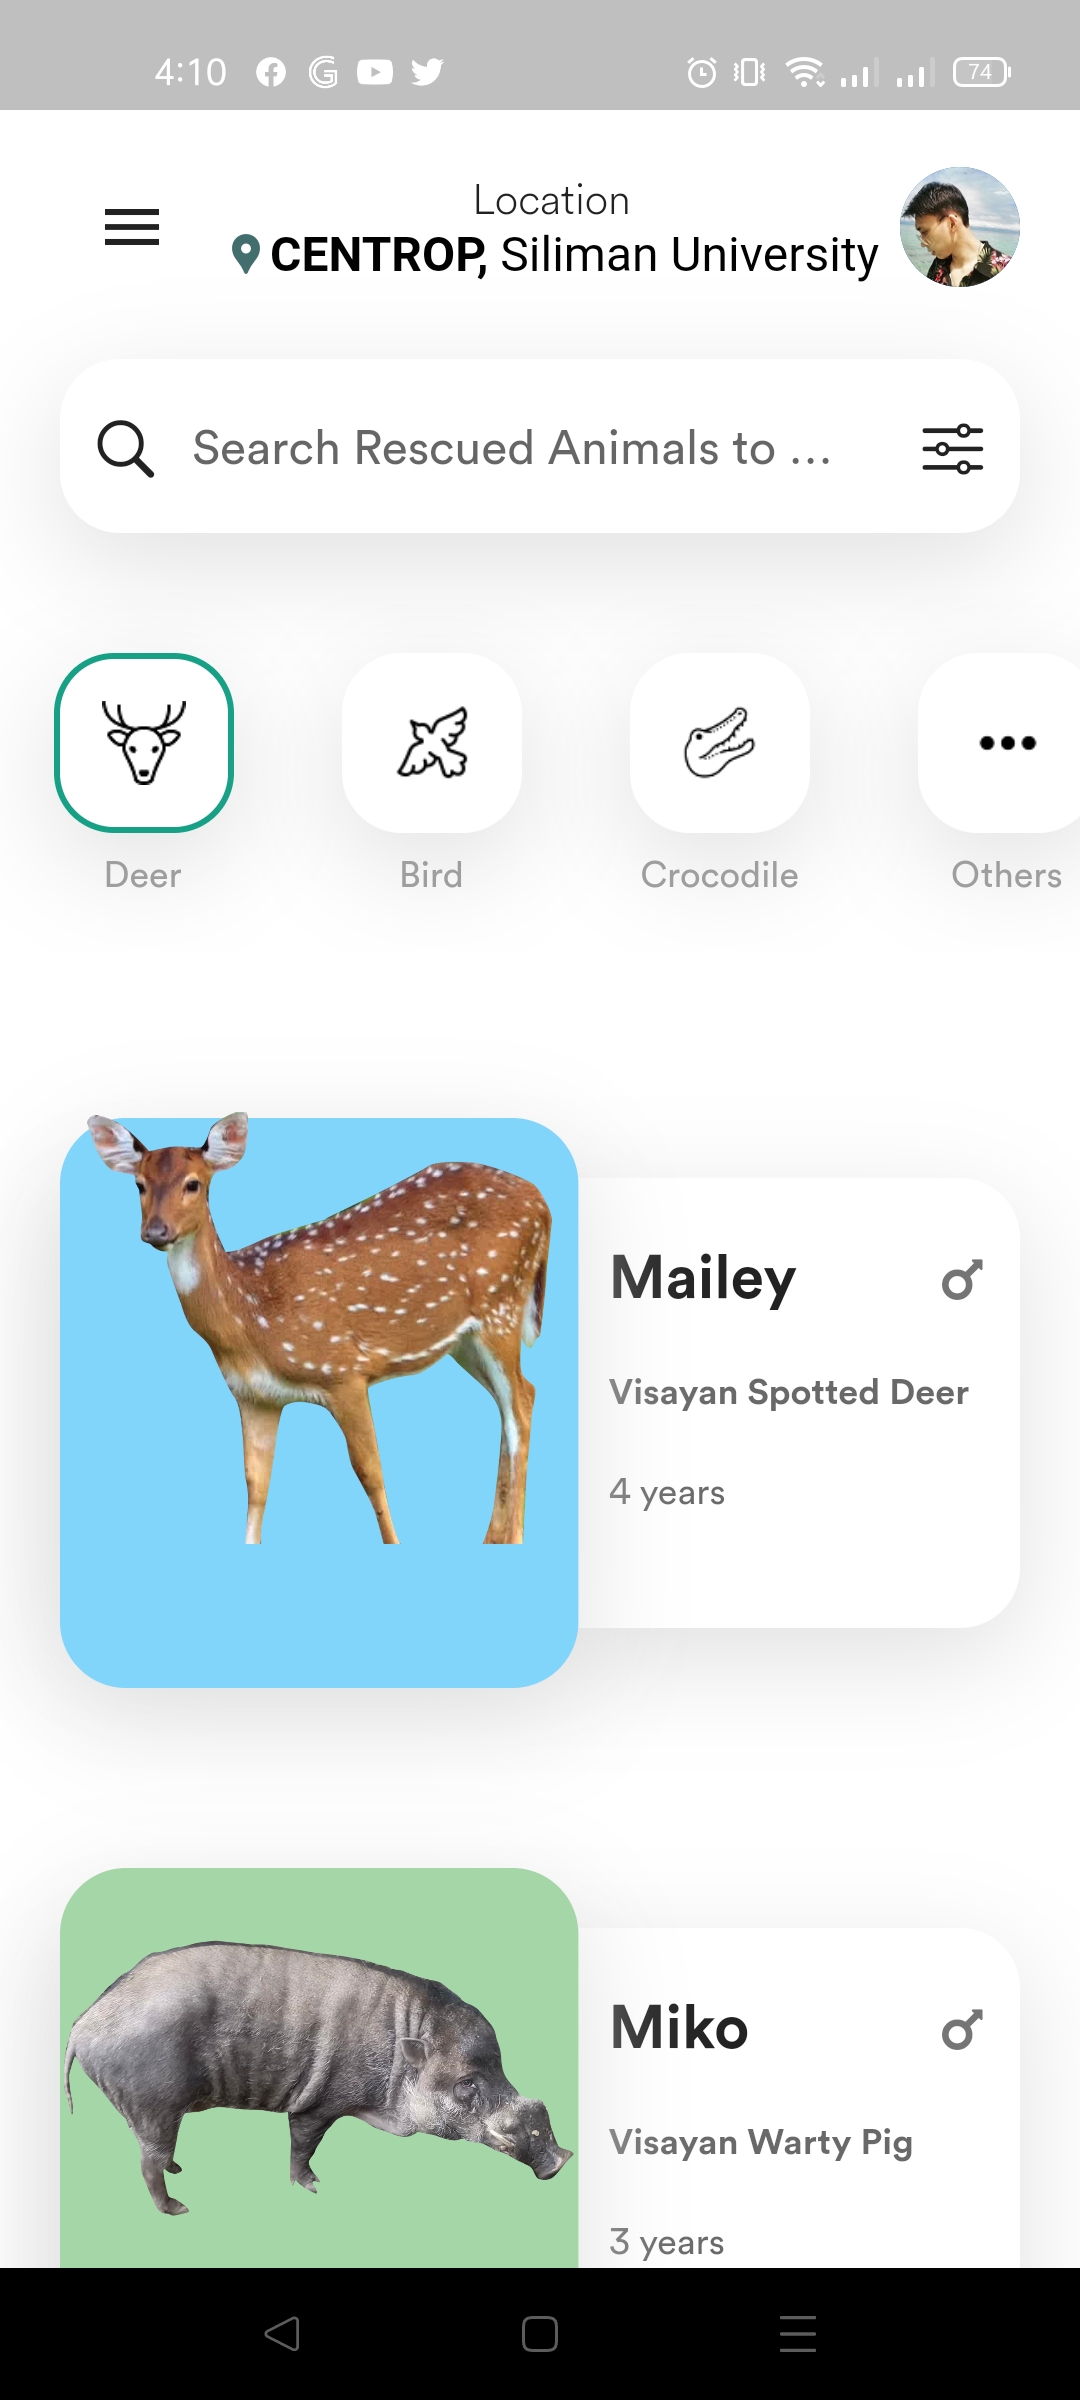 4:10
74
Location
CENTROP, Siliman University
Search Rescued Animals to ...
Deer
Bird
Crocodile
Others
Mailey
Visayan Spotted Deer
4 years
Miko
Visayan Warty Pig
3 years